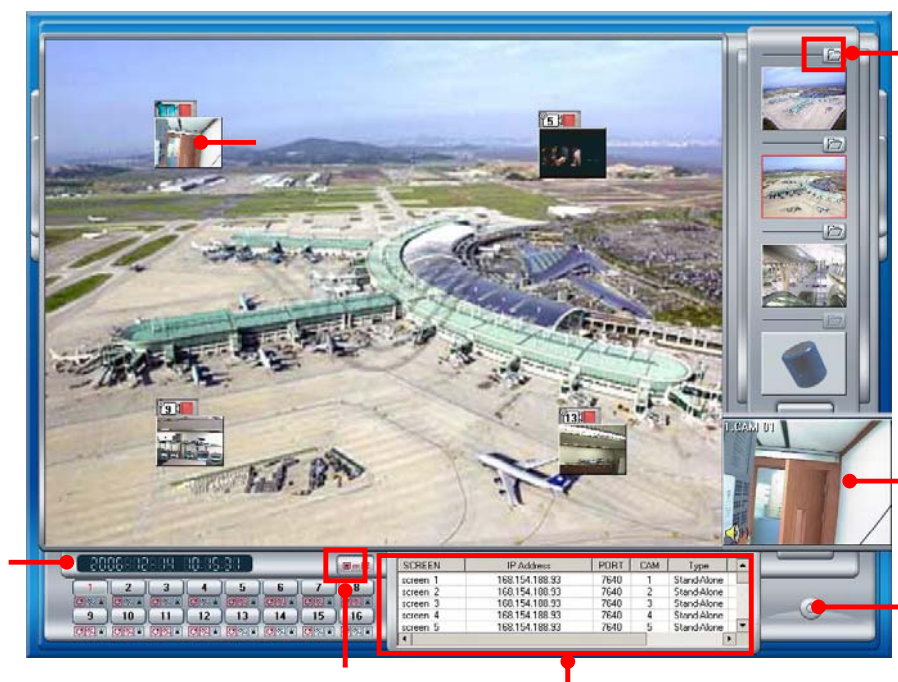 5
9
13
1.CAM 01
2006:12:14 10:15:31
SCREEN IP Address PORT CAM Type
screen 1 168.154.188.93 7640 1 Stand-Alone
screen 2 168.154.188.93 7640 2 Stand-Alone
screen 3 168.154.188.93 7640 3 Stand-Alone
screen 4 168.154.188.93 7640 4 Stand-Alone
screen 5 168.154.188.93 7640 5 Stand-Alone
1 2 3 4 5 6 7 8
9 10 11 12 13 14 15 16